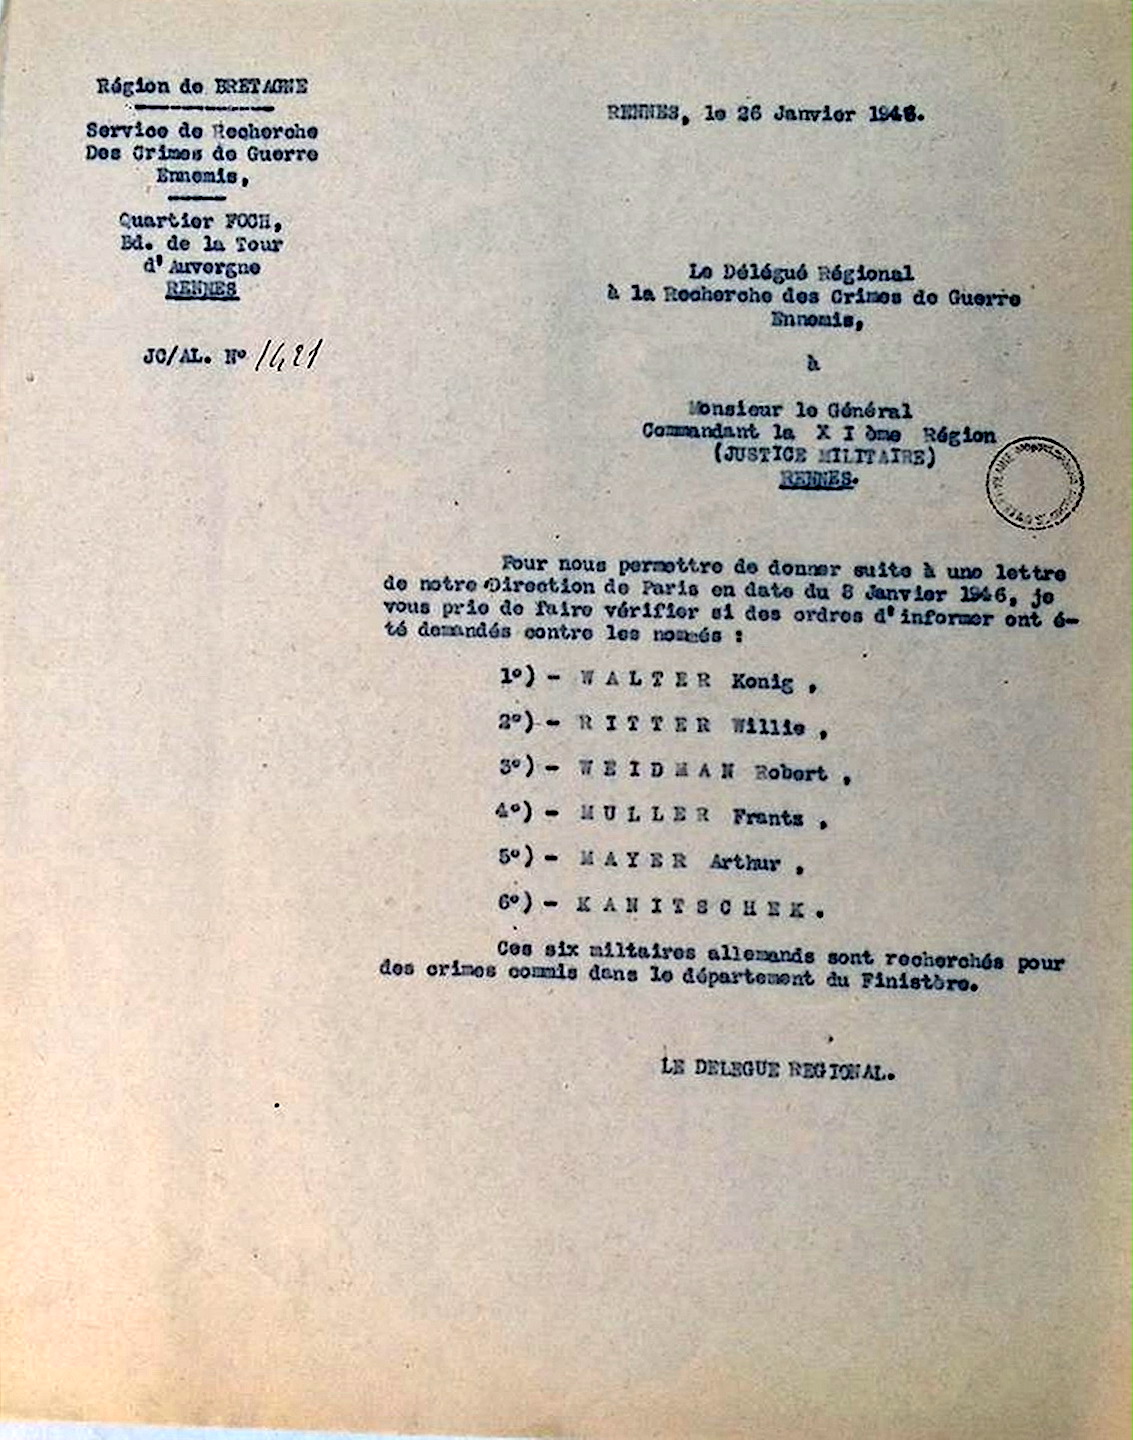 Région de BRETAGNE
Service de Recherche
Des Crimes de Guerre
Ennemis,
Quartier FOCH,
Bd. de la Tour
d'Auvergne
RENNES
JC/AL. N° 1421
RENNES, le 26 Janvier 1946.
Le Délégué Régional
à la Recherche des Crimes de Guerre
Ennemis,
à
Monsieur le Général
Commandant la X I ème Région
(JUSTICE MILITAIRE)
RENNES.
Pour nous permettre de donner suite à une lettre
de notre Direction de Paris en date du 8 Janvier 1946, je
vous prie de faire vérifier si des ordres d'informer ont é-
té demandés contre les nommés :
1°) - W A L T E R Konig ,
2°) - R I T T E R Willie ,
3°) - W E I D M A N Robert ,
4°) - M U L L E R Frants ,
5°) - M A Y E R Arthur ,
6°) - K A N I T S C H E K .
Ces six miltaires allemands sont recherchés pour
des crimes commis dans le département du Finistère.
LE DELEGUE REGIONAL.